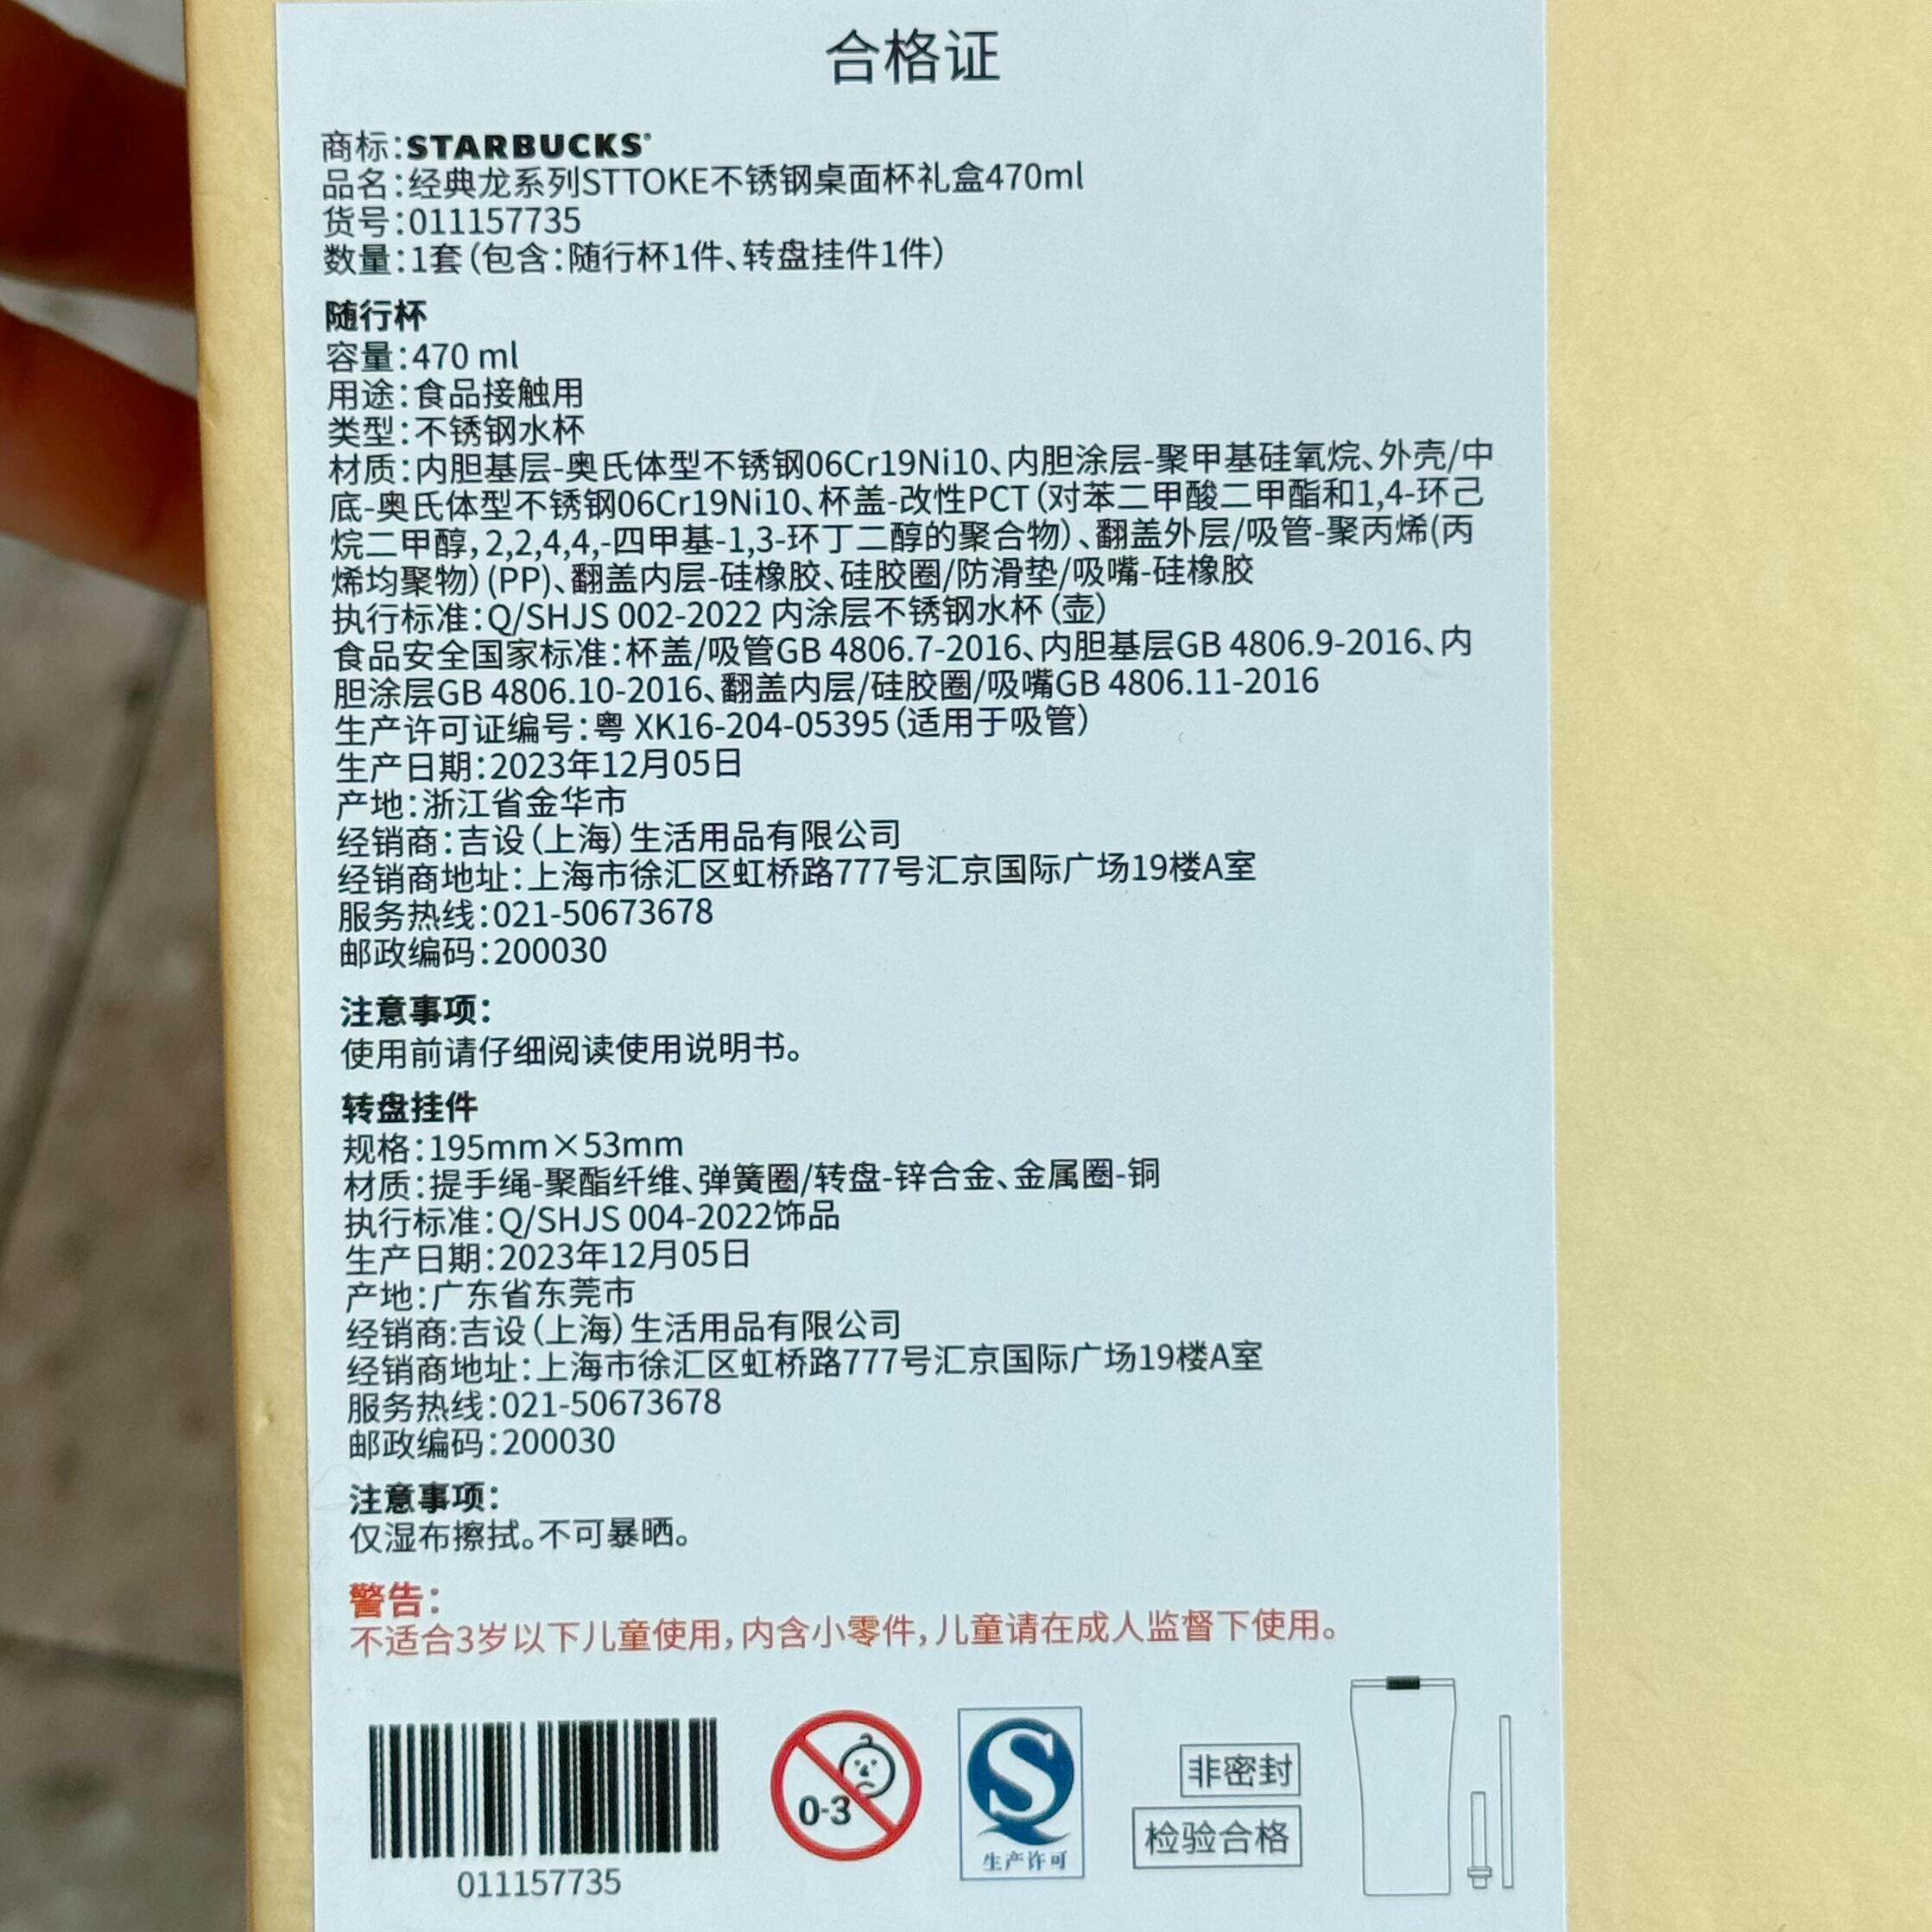 合格证
商标:STARBUCKS®
品名:经典龙系列STTOKE不锈钢桌面杯礼盒470ml
货号:011157735
数量:1套(包含:随行杯1件、转盘挂件1件)
随行杯
容量:470 ml
用途:食品接触用
类型:不锈钢水杯
材质:内胆基层-奥氏体型不锈钢06Cr19Ni10、内胆涂层-聚甲基硅氧烷、外壳/中
底-奥氏体型不锈钢06Cr19Ni10、杯盖-改性PCT(对苯二甲酸二甲酯和1,4-环己
烷二甲醇,2,2,4,4,-四甲基-1,3-环丁二醇的聚合物)、翻盖外层/吸管-聚丙烯(丙
烯均聚物)(PP)、翻盖内层-硅橡胶、硅胶圈/防滑垫/吸嘴-硅橡胶
执行标准:Q/SHJS 002-2022 内涂层不锈钢水杯(壶)
食品安全国家标准:杯盖/吸管GB 4806.7-2016、内胆基层GB 4806.9-2016、内
胆涂层GB 4806.10-2016、翻盖内层/硅胶圈/吸嘴GB 4806.11-2016
生产许可证编号:粤 XK16-204-05395(适用于吸管)
生产日期:2023年12月05日
产地:浙江省金华市
经销商:吉设(上海)生活用品有限公司
经销商地址:上海市徐汇区虹桥路777号汇京国际广场19楼A室
服务热线:021-50673678
邮政编码:200030
注意事项:
使用前请仔细阅读使用说明书。
转盘挂件
规格:195mm×53mm
材质:提手绳-聚酯纤维、弹簧圈/转盘-锌合金、金属圈-铜
执行标准:Q/SHJS 004-2022饰品
生产日期:2023年12月05日
产地:广东省东莞市
经销商:吉设(上海)生活用品有限公司
经销商地址:上海市徐汇区虹桥路777号汇京国际广场19楼A室
服务热线:021-50673678
邮政编码:200030
注意事项:
仅湿布擦拭。不可暴晒。
警告:
不适合3岁以下儿童使用,内含小零件,儿童请在成人监督下使用。
011157735
0-3
生产许可
非密封
检验合格